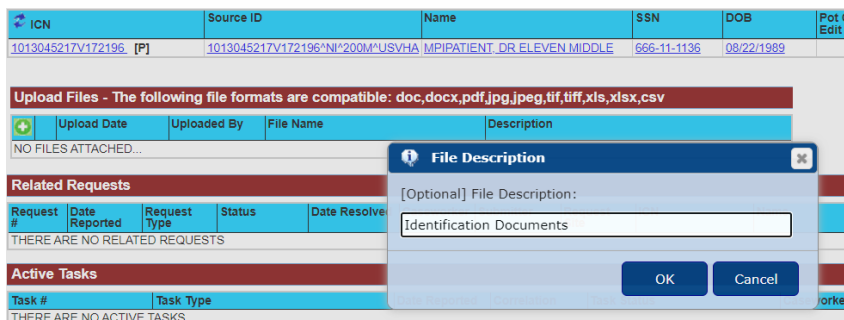 ICN Source ID Name SSN DOB Pot
Edit
1013045217V172196 [P] 1013045217V172196^NI^200M^USVHA MPIPATIENT, DR ELEVEN MIDDLE 666-11-1136 08/22/1989
Upload Files - The following file formats are compatible: doc,docx,pdf,jpg,jpeg,tif,tiff,xls,xlsx,csv
Upload Date Uploaded By File Name Description
NO FILES ATTACHED...
File Description
[Optional] File Description:
Identification Documents
OK Cancel
Related Requests
Request # Date Reported Request Type Status Date Resolved
THERE ARE NO RELATED REQUESTS
Active Tasks
Task # Task Type Date Reported
THERE ARE NO ACTIVE TASKS